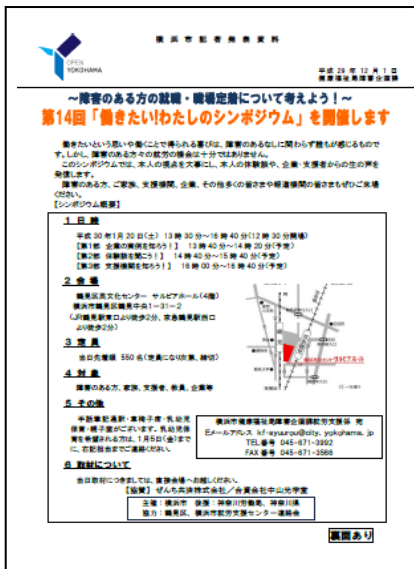 OPEN
YOKOHAMA
横浜市記者発表資料
平成29年12月1日
健康福祉局障害企画課
～障害のある方の就職・職場定着について考えよう！～
第14回「働きたい!わたしのシンポジウム」を開催します
働きたいという思いや働くことで得られる喜びは、障害のあるなしに関わらず誰もが感じるもので
す。しかし、障害のある方々の就労の機会は十分ではありません。
このシンポジウムでは、本人の視点を大事にし、本人の体験談や、企業・支援者からの生の声を
発信します。
障害のある方、ご家族、支援機関、企業、その他多くの皆さまや報道機関の皆さまもぜひご来場
ください。
【シンポジウム概要】
1 日時
平成30年1月20日(土) 13時30分～16時40分(12時30分開場)
【第1部 企業の実例を知ろう！】 13時40分～14時20分(予定)
【第2部 体験談を聞こう！】 14時40分～15時40分(予定)
【第3部 支援機関を知ろう！】 16時00分～16時40分(予定)
2 会場
鶴見区民文化センター サルビアホール(4階)
横浜市鶴見区鶴見中央1-31-2
(JR鶴見駅東口より徒歩2分、京急鶴見駅西口
より徒歩2分)
サルビアホール
3 定員
当日先着順 550名(定員になり次第、締切)
4 対象
障害のある方、家族、支援者、教員、企業等
5 その他
手話筆記通訳・車椅子席・乳幼児
保育・親子室がございます。乳幼児保
育を希望される方は、1月5日(金)まで
に、右記担当までご連絡ください。
横浜市健康福祉局障害企画課就労支援係 宛
Eメールアドレス kf-syuurou@city.yokohama.jp
TEL番号 045-671-3992
FAX番号 045-671-3566
6 取材について
当日取材につきましては、直接会場へお越しください。
【協賛】 ぜんち共済株式会社／合資会社中山光学堂
主催：横浜市 後援：神奈川労働局、神奈川県
協力：鶴見区、横浜市就労支援センター連絡会
裏面あり